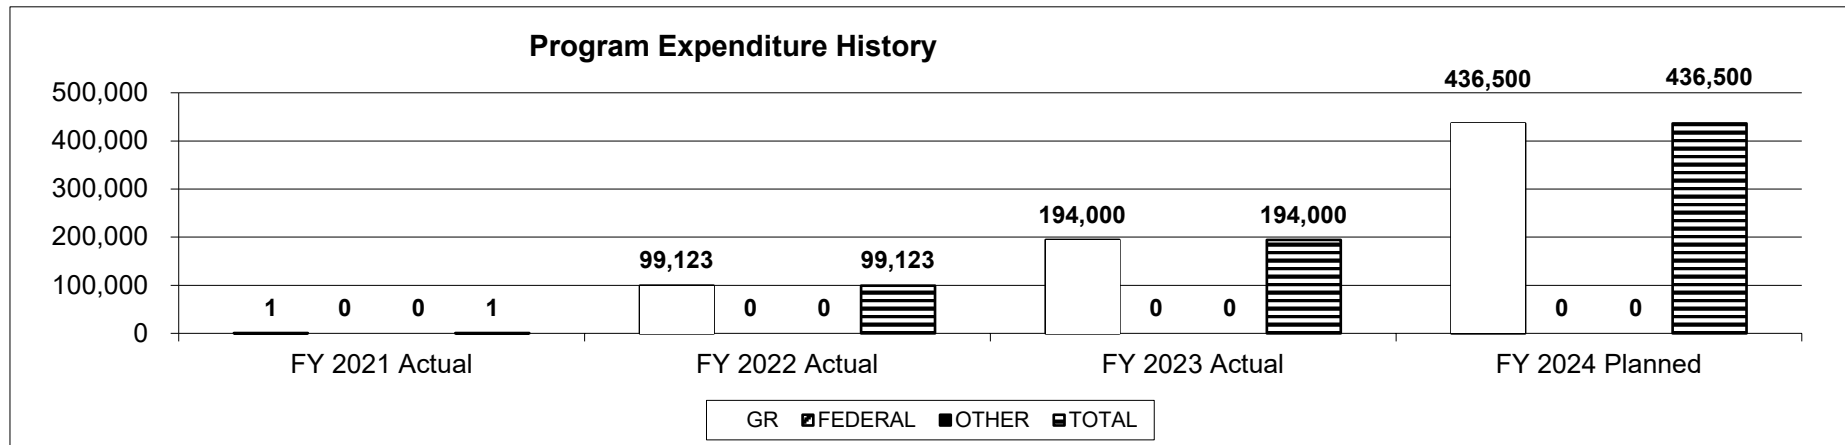 Program Expenditure History
436,500 436,500
500,000
400,000
300,000
194,000 194,000
200,000
99,123 99,123
100,000
1 0 0 1 0 0 0 0 0 0
0
FY 2021 Actual FY 2022 Actual FY 2023 Actual FY 2024 Planned
GR FEDERAL OTHER TOTAL